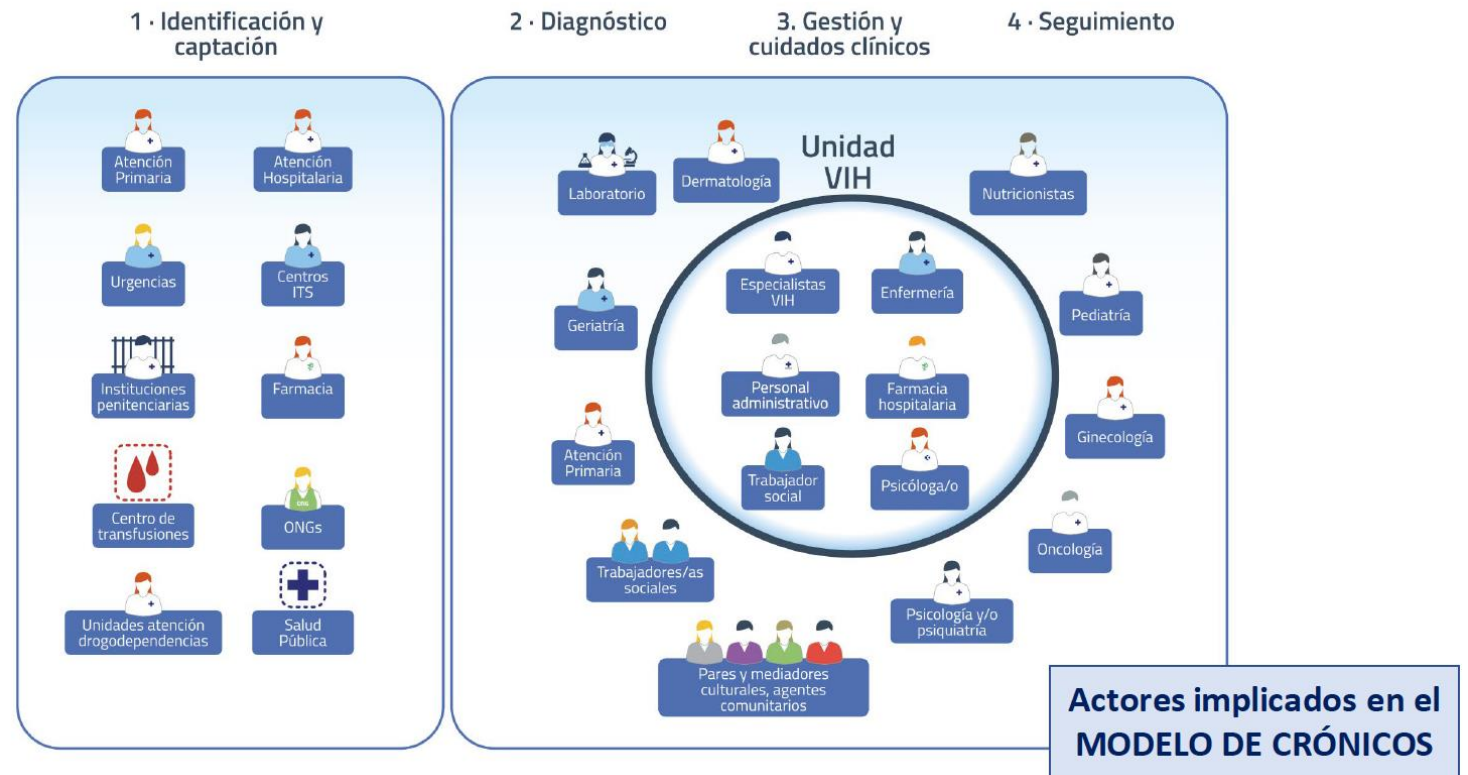 1 · Identificación y
captación
2 · Diagnóstico
3. Gestión y
cuidados clínicos
4 · Seguimiento
Atención
Primaria
Atención
Hospitalaria
Urgencias
Centros
ITS
Instituciones
penitenciarias
Farmacia
Centro de
transfusiones
ONGs
Unidades atención
drogodependencias
Salud
Pública
Unidad
VIH
Laboratorio
Dermatología
Nutricionistas
Geriatría
Pediatría
Atención
Primaria
Ginecología
Trabajadores/as
sociales
Oncología
Psicología y/o
psiquiatría
Pares y mediadores
culturales, agentes
comunitarios
Especialistas
VIH
Enfermería
Personal
administrativo
Farmacia
hospitalaria
Trabajador
social
Psicóloga/o
Actores implicados en el
MODELO DE CRÓNICOS